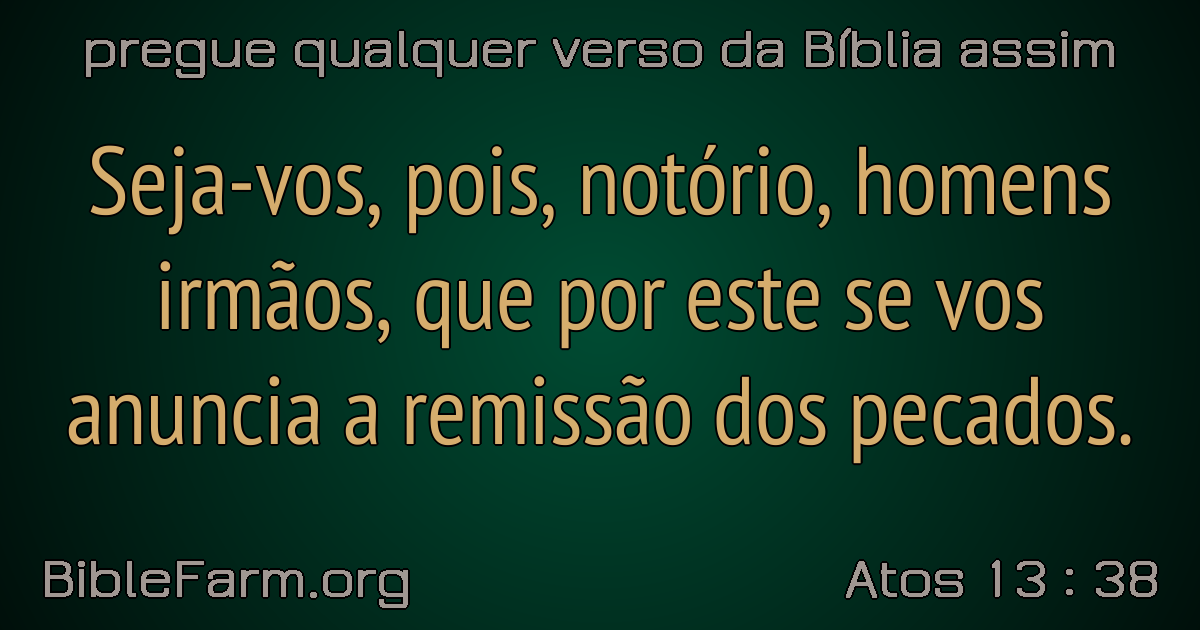 pregue qualquer verso da Bíblia assim
Seja-vos, pois, notório, homens
irmãos, que por este se vos
anuncia a remissão dos pecados.
BibleFarm.org
Atos 13 : 38